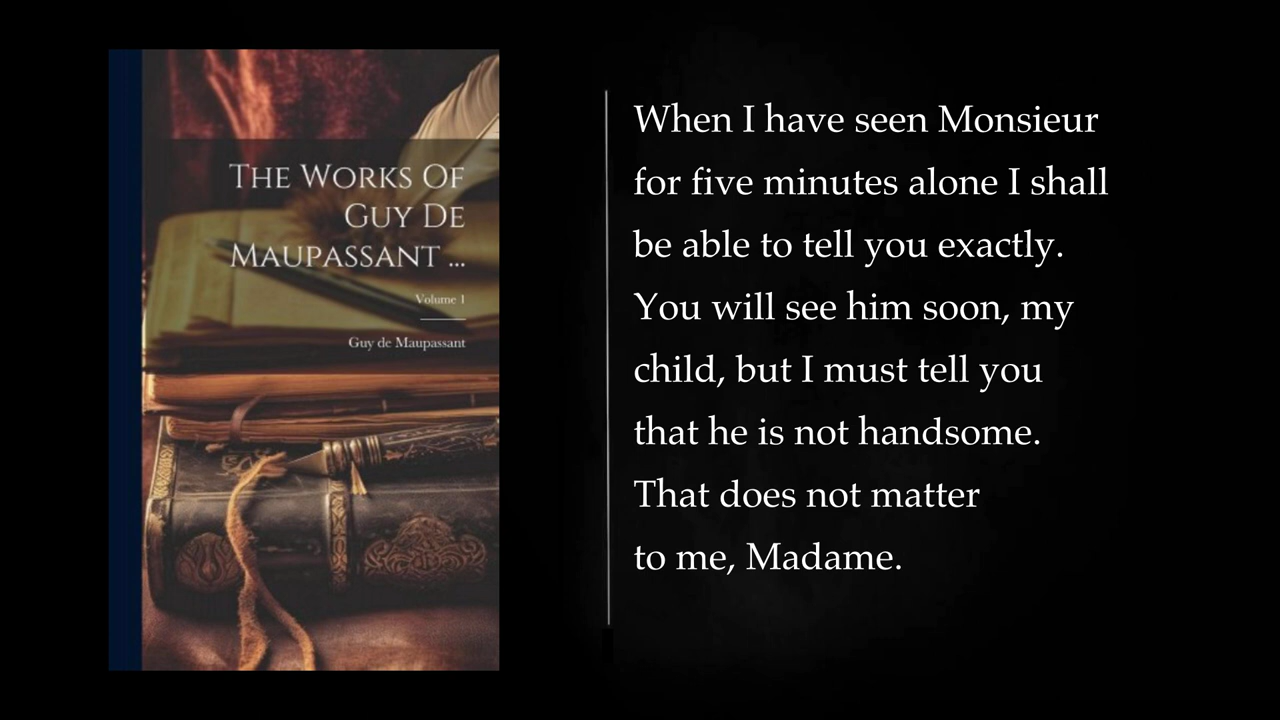 The Works Of
Guy De
Maupassant ...
Volume 1
Guy de Maupassant
When I have seen Monsieur
for five minutes alone I shall
be able to tell you exactly.
You will see him soon, my
child, but I must tell you
that he is not handsome.
That does not matter
to me, Madame.